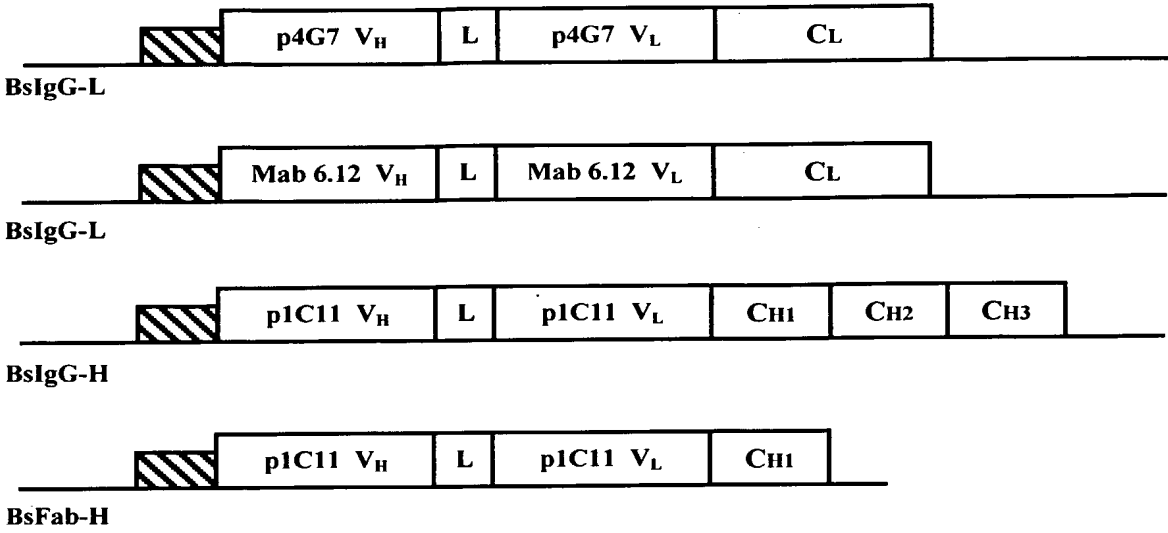 p4G7 VH L p4G7 VL CL
BsIgG-L
Mab 6.12 VH L Mab 6.12 VL CL
BsIgG-L
p1C11 VH L p1C11 VL CH1 CH2 CH3
BsIgG-H
p1C11 VH L p1C11 VL CH1
BsFab-H